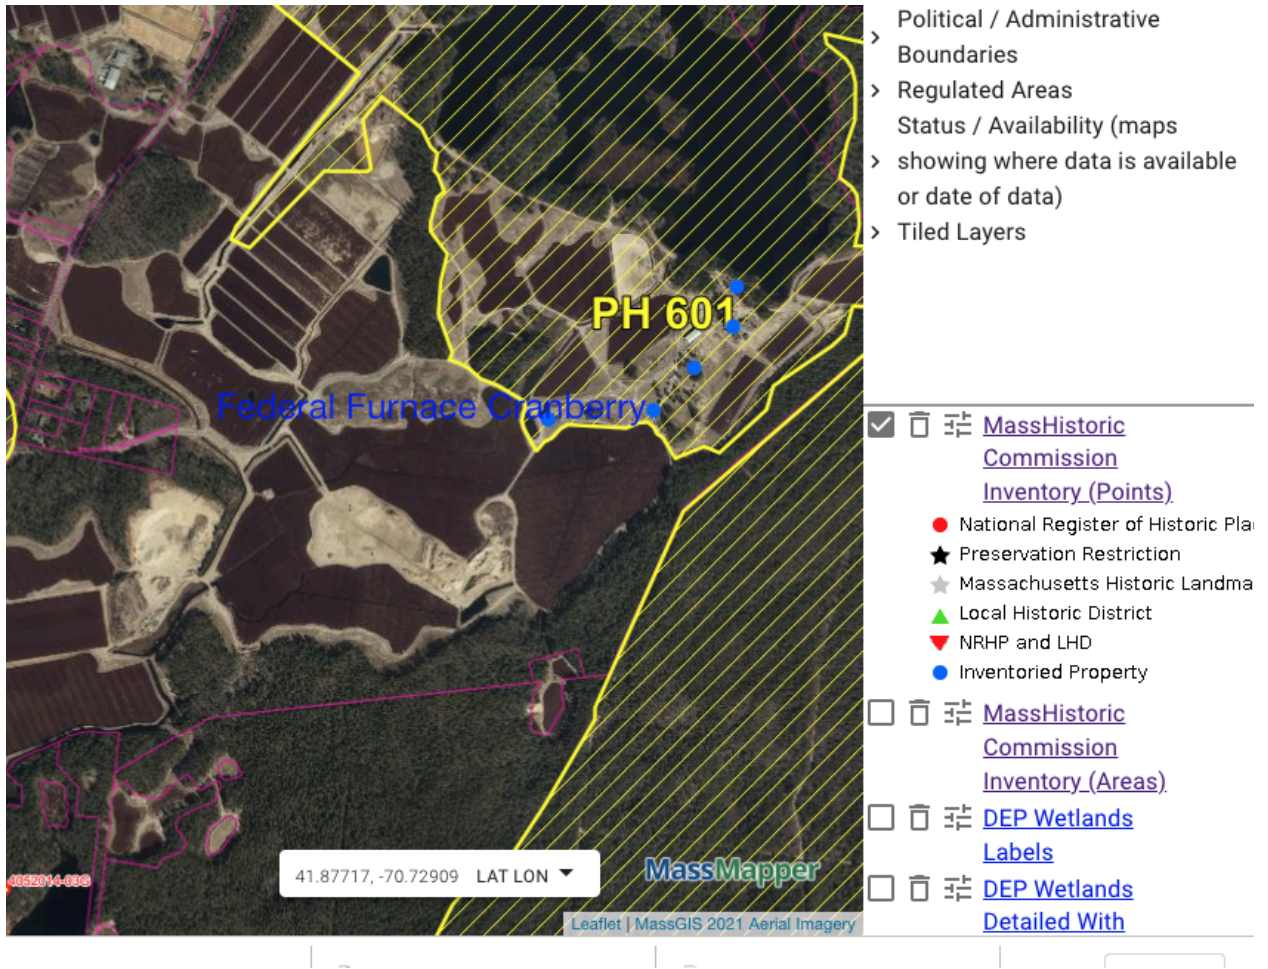 Political / Administrative
Boundaries
Regulated Areas
Status / Availability (maps
showing where data is available
or date of data)
Tiled Layers
PH 601
Federal Furnace Cranberry
MassHistoric
Commission
Inventory (Points)
National Register of Historic Pla
Preservation Restriction
Massachusetts Historic Landma
Local Historic District
NRHP and LHD
Inventoried Property
MassHistoric
Commission
Inventory (Areas)
DEP Wetlands
Labels
DEP Wetlands
Detailed With
4052014-03G
41.87717, -70.72909 LAT LON
MassMapper
Leaflet | MassGIS 2021 Aerial Imagery